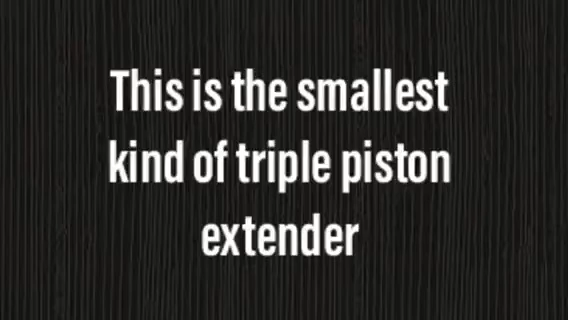 This is the smallest
kind of triple piston
extender